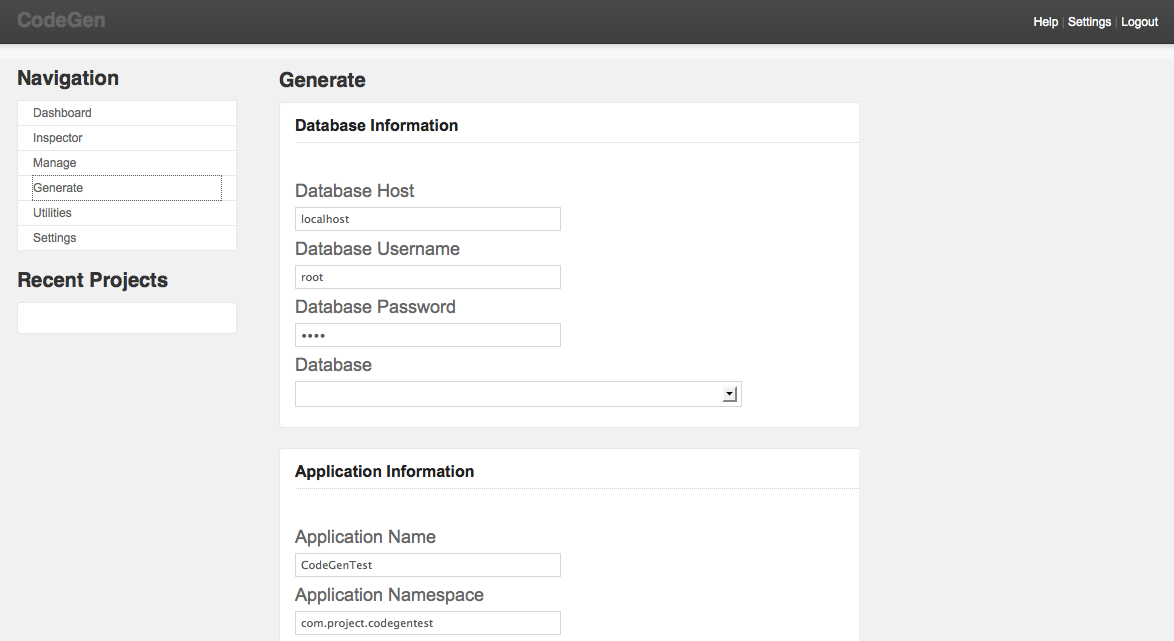 CodeGen
Help | Settings | Logout
Navigation
Dashboard
Inspector
Manage
Generate
Utilities
Settings
Recent Projects
Generate
Database Information
Database Host
localhost
Database Username
root
Database Password
••••
Database
Application Information
Application Name
CodeGenTest
Application Namespace
com.project.codegentest